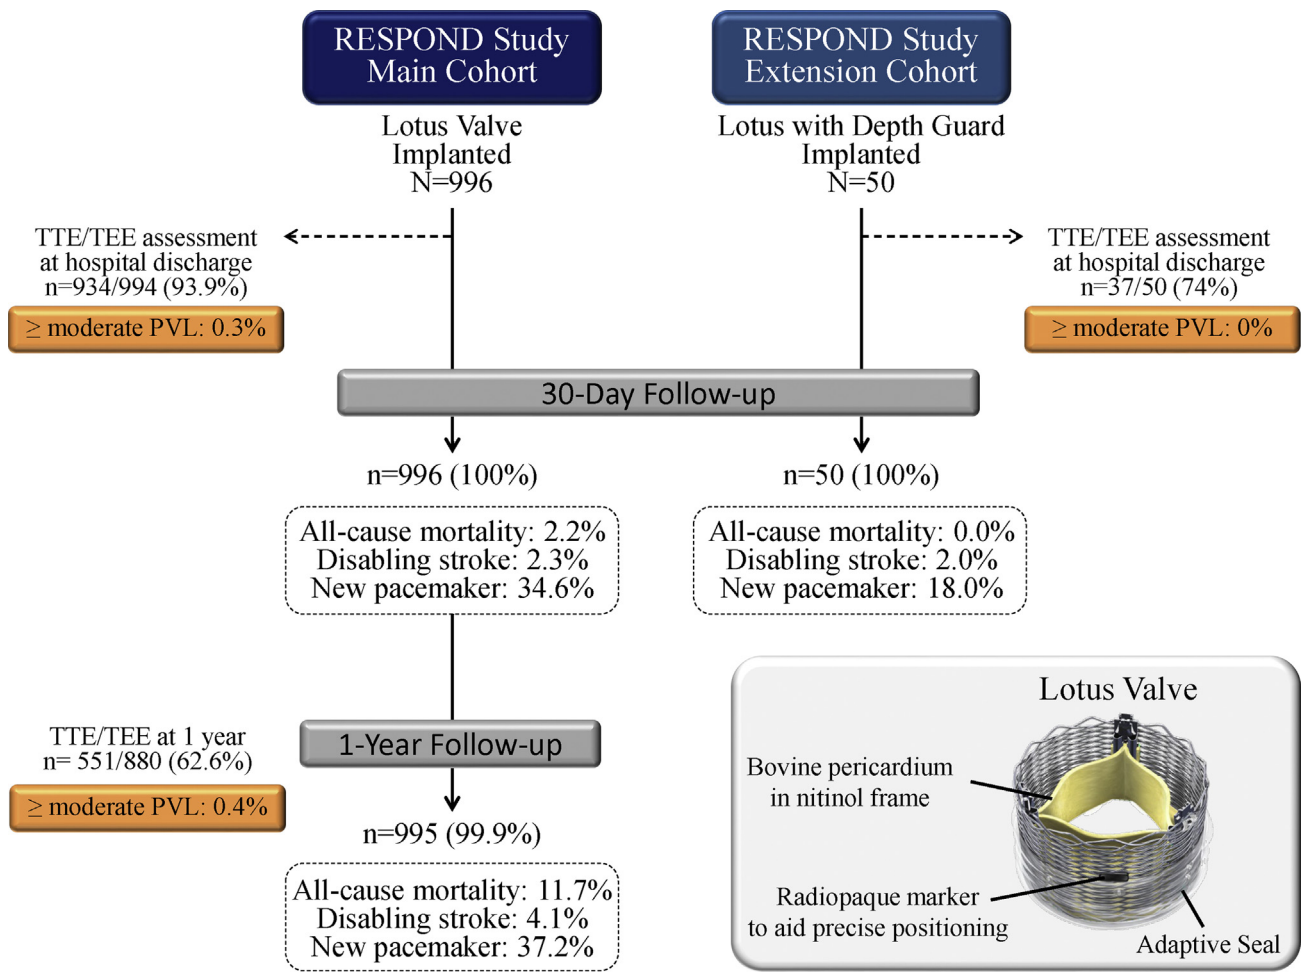 RESPOND Study
Main Cohort
RESPOND Study
Extension Cohort
Lotus Valve
Implanted
N=996
Lotus with Depth Guard
Implanted
N=50
TTE/TEE assessment
at hospital discharge
n=934/994 (93.9%)
≥ moderate PVL: 0.3%
TTE/TEE assessment
at hospital discharge
n=37/50 (74%)
≥ moderate PVL: 0%
30-Day Follow-up
n=996 (100%)
n=50 (100%)
All-cause mortality: 2.2%
Disabling stroke: 2.3%
New pacemaker: 34.6%
All-cause mortality: 0.0%
Disabling stroke: 2.0%
New pacemaker: 18.0%
TTE/TEE at 1 year
n= 551/880 (62.6%)
≥ moderate PVL: 0.4%
1-Year Follow-up
n=995 (99.9%)
All-cause mortality: 11.7%
Disabling stroke: 4.1%
New pacemaker: 37.2%
Lotus Valve
Bovine pericardium
in nitinol frame
Radiopaque marker
to aid precise positioning
Adaptive Seal